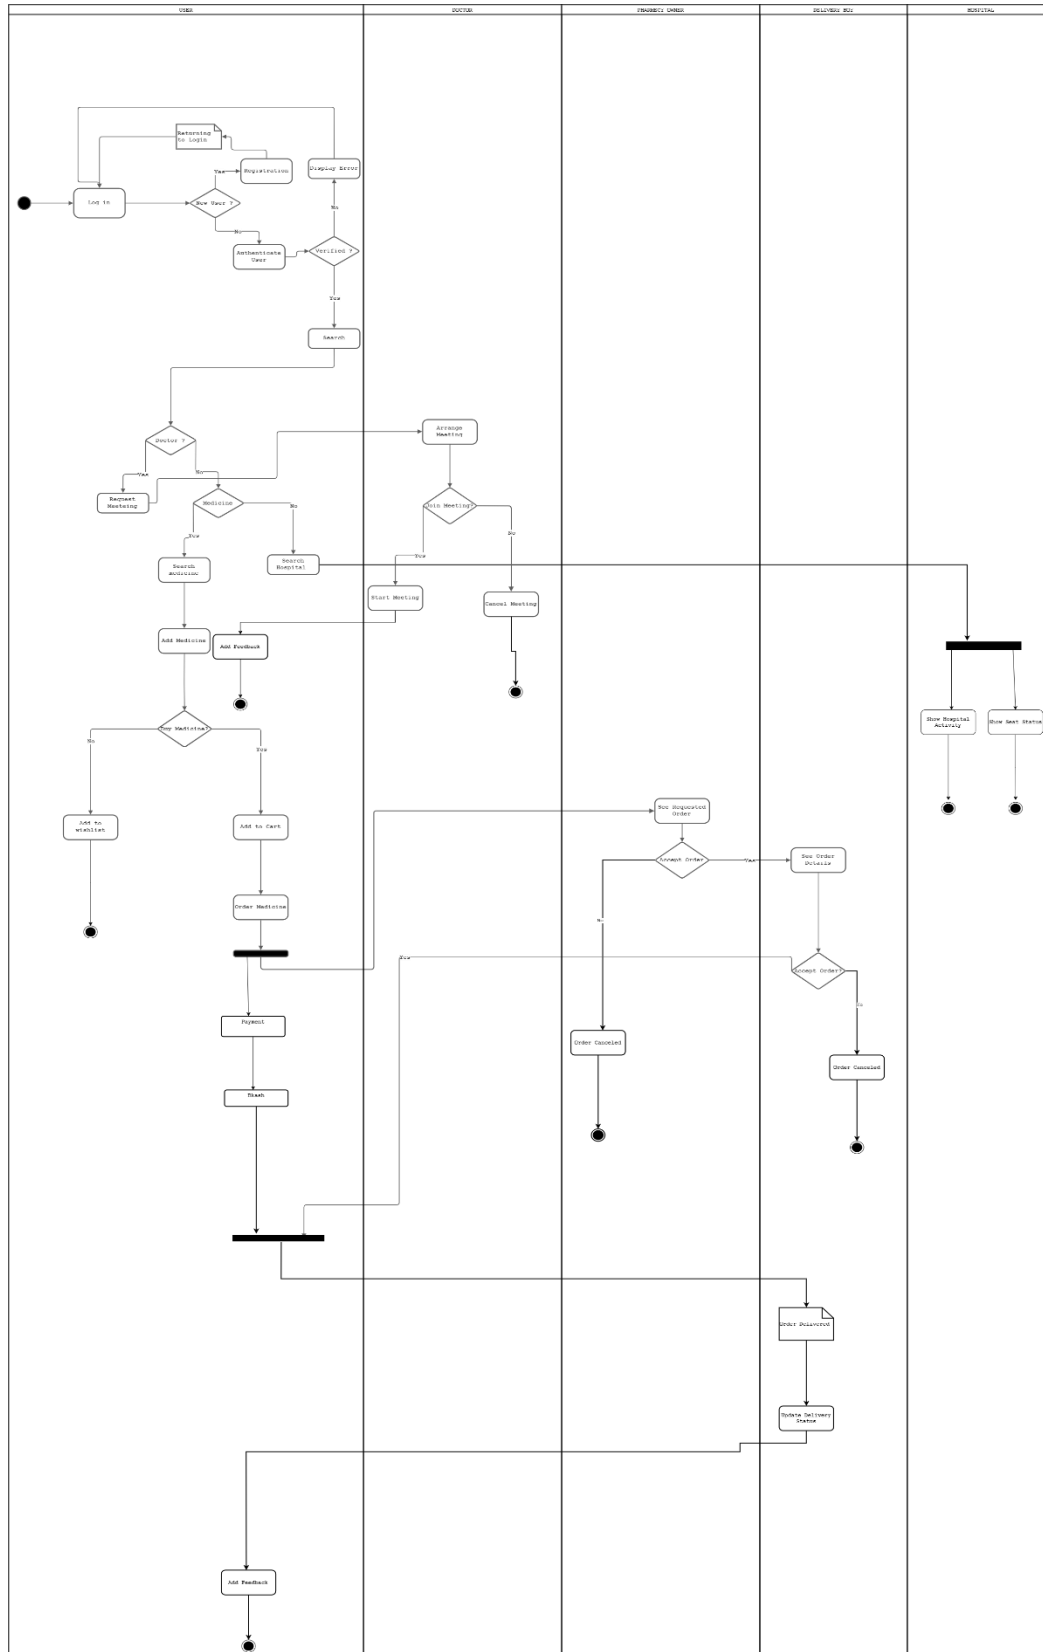 USER
DOCTOR
PHARMECY OWNER
DELIVERY BOY
HOSPITAL
Returning
to Login
Registration
Display Error
Yes
Log in
New User ?
No
No
Authenticate
User
Verified ?
Yes
Search
Arrange
Meeting
Doctor ?
Yes
No
Request
Meeteing
Medicine
No
Join Meeting?
No
Yes
Yes
Search
medicine
Search
Hospital
Start Meeting
Cancel Meeting
Add Medicine
Add Feedback
Show Hospital
Activity
Show Seat Status
Buy Medicine?
No
Yes
Add to
wishlist
Add to Cart
See Requested
Order
Accept Order
Yes
See Order
Details
Order Medicine
No
Yes
Accept Order?
No
Payment
Order Canceled
Order Canceled
Bkash
Order Delivered
Update Delivery
Status
Add Feedback